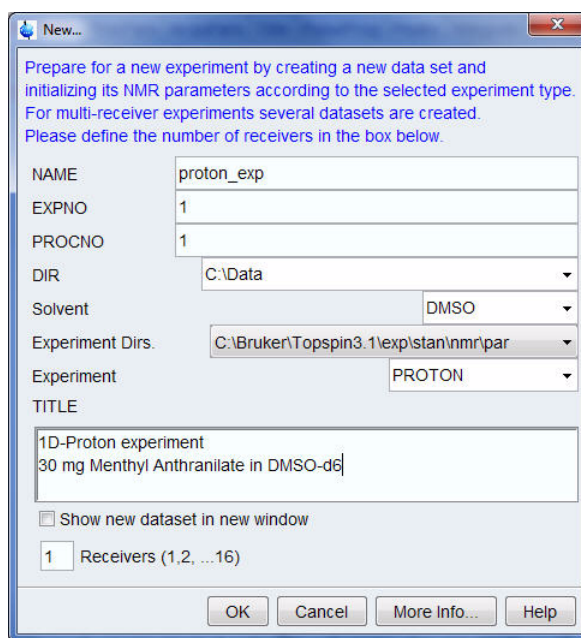 New...
Prepare for a new experiment by creating a new data set and
initializing its NMR parameters according to the selected experiment type.
For multi-receiver experiments several datasets are created.
Please define the number of receivers in the box below.
NAME proton_exp
EXPNO 1
PROCNO 1
DIR C:\Data
Solvent DMSO
Experiment Dirs. C:\Bruker\Topspin3.1\exp\stan\nmr\par
Experiment PROTON
TITLE
1D-Proton experiment
30 mg Menthyl Anthranilate in DMSO-d6
Show new dataset in new window
1 Receivers (1,2, ...16)
OK Cancel More Info... Help